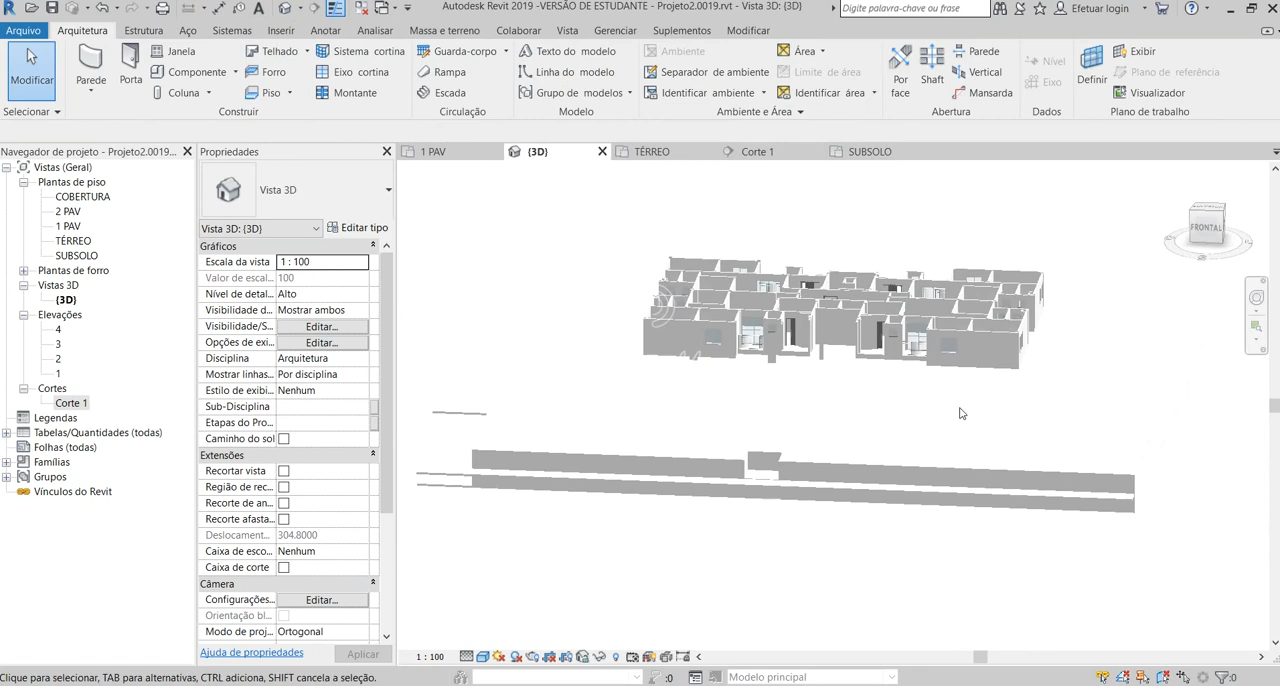 Autodesk Revit 2019 -VERSÃO DE ESTUDANTE - Projeto2.0019.rvt - Vista 3D: {3D}
Digite palavra-chave ou frase
Efetuar login
Arquivo Arquitetura Estrutura Aço Sistemas Inserir Anotar Analisar Massa e terreno Colaborar Vista Gerenciar Suplementos Modificar
Modificar
Parede
Porta
Janela
Componente
Coluna
Telhado
Forro
Piso
Sistema cortina
Eixo cortina
Montante
Guarda-corpo
Rampa
Escada
Texto do modelo
Linha do modelo
Grupo de modelos
Ambiente
Separador de ambiente
Identificar ambiente
Área
Limite de área
Identificar área
Por face
Shaft
Parede
Vertical
Mansarda
Nível
Eixo
Definir
Exibir
Plano de referência
Visualizador
Selecionar Construir Circulação Modelo Ambiente e Área Abertura Dados Plano de trabalho
Navegador de projeto - Projeto2.0019...
Vistas (Geral)
Plantas de piso
COBERTURA
2 PAV
1 PAV
TÉRREO
SUBSOLO
Plantas de forro
Vistas 3D
{3D}
Elevações
4
3
2
1
Cortes
Corte 1
Legendas
Tabelas/Quantidades (todas)
Folhas (todas)
Famílias
Grupos
Vínculos do Revit
Propriedades
Vista 3D
Vista 3D: {3D} Editar tipo
Gráficos
Escala da vista 1 : 100
Valor de escal... 100
Nível de detal... Alto
Visibilidade d... Mostrar ambos
Visibilidade/S... Editar...
Opções de exi... Editar...
Disciplina Arquitetura
Mostrar linhas... Por disciplina
Estilo de exibi... Nenhum
Sub-Disciplina
Etapas do Pro...
Caminho do sol
Extensões
Recortar vista
Região de rec...
Recorte de an...
Recorte afasta...
Deslocament... 304.8000
Caixa de esco... Nenhum
Caixa de corte
Câmera
Configurações... Editar...
Orientação bl...
Modo de proj... Ortogonal
Ajuda de propriedades Aplicar
1 PAV {3D} TÉRREO Corte 1 SUBSOLO
FRONTAL
1 : 100
Clique para selecionar, TAB para alternativas, CTRL adiciona, SHIFT cancela a seleção.
:0
Modelo principal
:0